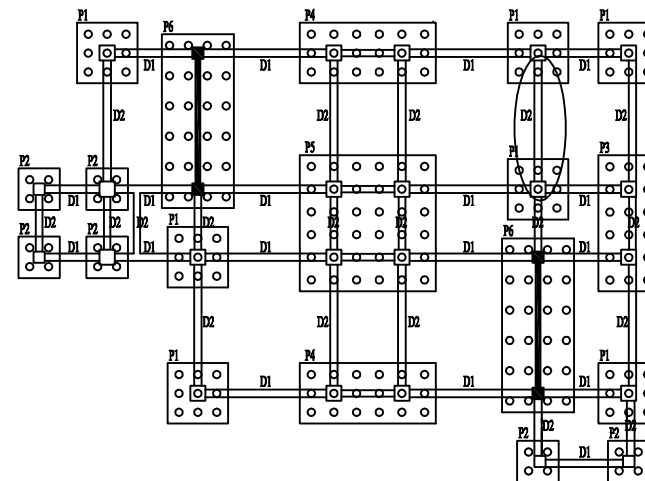 P1 P6 P4 P1 P1
D1 D1 D1 D1
D2 D2 D2 D2 D2
P2 P2 P5 P1 P3
D1 D1 D1 D1 D1
D2 D2 D2 D2 D2 D2 D2
P2 P2 P1 P6
D1 D1 D1 D1 D1
D2 D2 D2 D2
P1 P4 P1
D1 D1 D1
D2 D2
P2 P2
D1